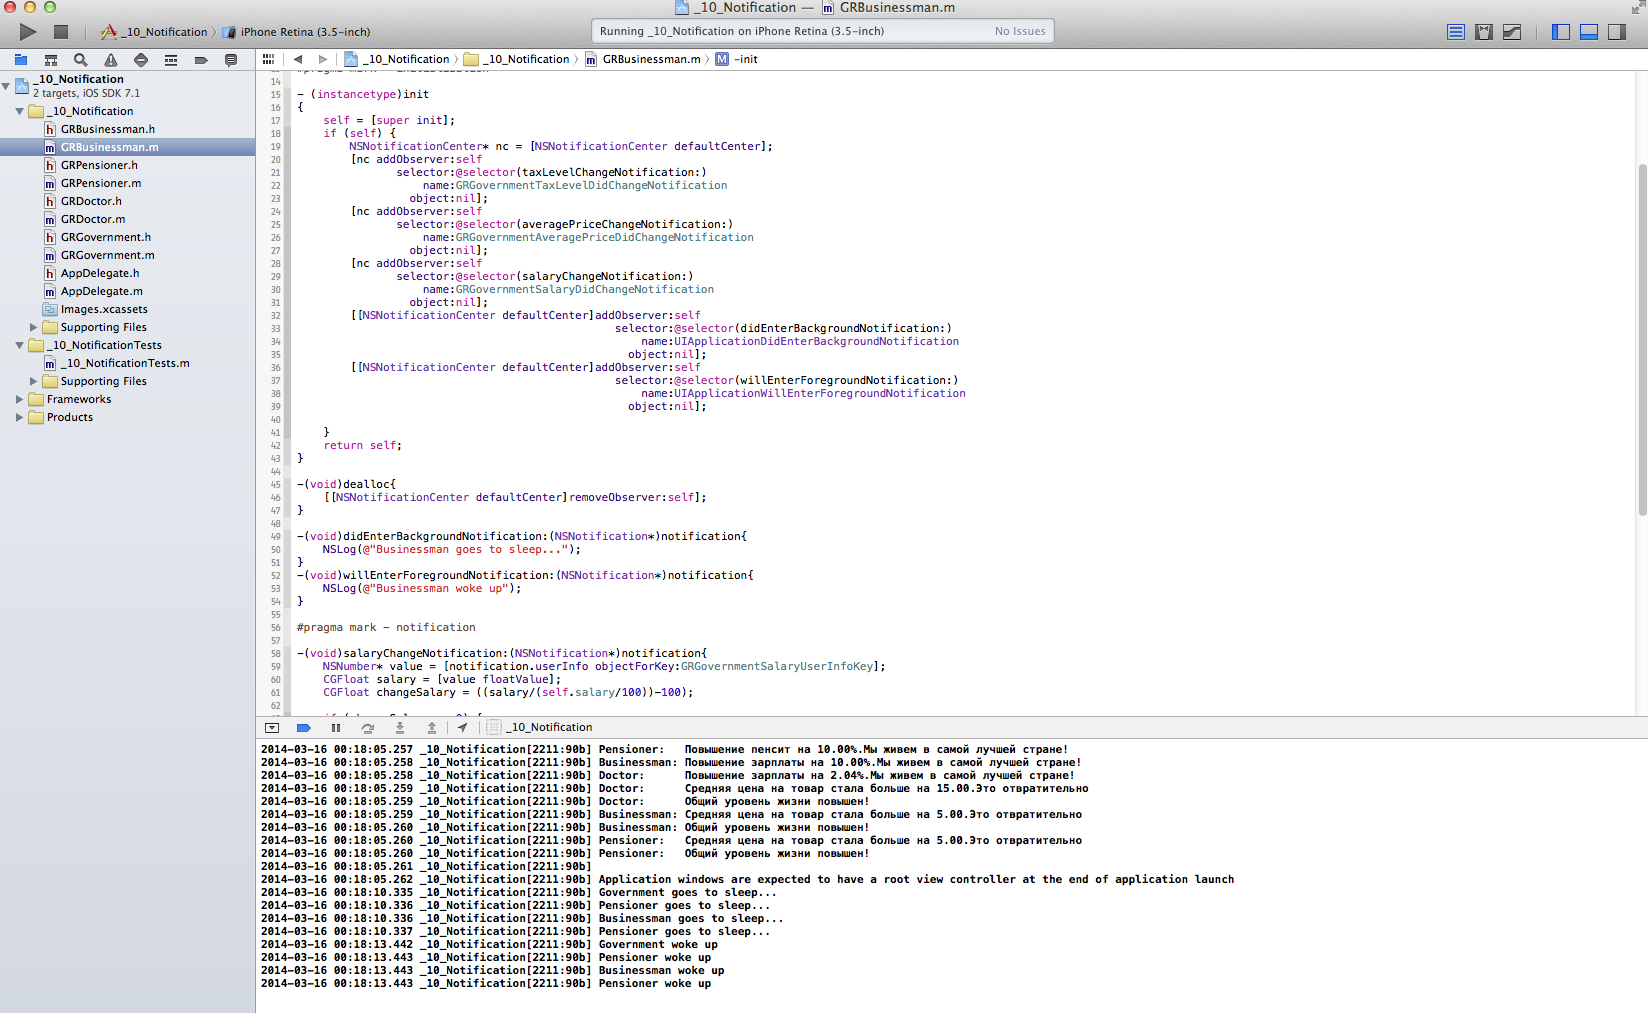 _10_Notification — GRBusinessman.m
_10_Notification iPhone Retina (3.5-inch)
Running _10_Notification on iPhone Retina (3.5-inch) No Issues
_10_Notification _10_Notification GRBusinessman.m M -init
_10_Notification
2 targets, iOS SDK 7.1
_10_Notification
h GRBusinessman.h
m GRBusinessman.m
h GRPensioner.h
m GRPensioner.m
h GRDoctor.h
m GRDoctor.m
h GRGovernment.h
m GRGovernment.m
h AppDelegate.h
m AppDelegate.m
Images.xcassets
Supporting Files
_10_NotificationTests
m _10_NotificationTests.m
Supporting Files
Frameworks
Products
14
15 - (instancetype)init
16 {
17 self = [super init];
18 if (self) {
19 NSNotificationCenter* nc = [NSNotificationCenter defaultCenter];
20 [nc addObserver:self
21 selector:@selector(taxLevelChangeNotification:)
22 name:GRGovernmentTaxLevelDidChangeNotification
23 object:nil];
24 [nc addObserver:self
25 selector:@selector(averagePriceChangeNotification:)
26 name:GRGovernmentAveragePriceDidChangeNotification
27 object:nil];
28 [nc addObserver:self
29 selector:@selector(salaryChangeNotification:)
30 name:GRGovernmentSalaryDidChangeNotification
31 object:nil];
32 [[NSNotificationCenter defaultCenter]addObserver:self
33 selector:@selector(didEnterBackgroundNotification:)
34 name:UIApplicationDidEnterBackgroundNotification
35 object:nil];
36 [[NSNotificationCenter defaultCenter]addObserver:self
37 selector:@selector(willEnterForegroundNotification:)
38 name:UIApplicationWillEnterForegroundNotification
39 object:nil];
40
41 }
42 return self;
43 }
44
45 -(void)dealloc{
46 [[NSNotificationCenter defaultCenter]removeObserver:self];
47 }
48
49 -(void)didEnterBackgroundNotification:(NSNotification*)notification{
50 NSLog(@"Businessman goes to sleep...");
51 }
52 -(void)willEnterForegroundNotification:(NSNotification*)notification{
53 NSLog(@"Businessman woke up");
54 }
55
56 #pragma mark - notification
57
58 -(void)salaryChangeNotification:(NSNotification*)notification{
59 NSNumber* value = [notification.userInfo objectForKey:GRGovernmentSalaryUserInfoKey];
60 CGFloat salary = [value floatValue];
61 CGFloat changeSalary = ((salary/(self.salary/100))-100);
62
_10_Notification
2014-03-16 00:18:05.257 _10_Notification[2211:90b] Pensioner: Повышение пенсит на 10.00%.Мы живем в самой лучшей стране!
2014-03-16 00:18:05.258 _10_Notification[2211:90b] Businessman: Повышение зарплаты на 10.00%.Мы живем в самой лучшей стране!
2014-03-16 00:18:05.258 _10_Notification[2211:90b] Doctor: Повышение зарплаты на 2.04%.Мы живем в самой лучшей стране!
2014-03-16 00:18:05.259 _10_Notification[2211:90b] Doctor: Средняя цена на товар стала больше на 15.00.Это отвратительно
2014-03-16 00:18:05.259 _10_Notification[2211:90b] Doctor: Общий уровень жизни повышен!
2014-03-16 00:18:05.259 _10_Notification[2211:90b] Businessman: Средняя цена на товар стала больше на 5.00.Это отвратительно
2014-03-16 00:18:05.260 _10_Notification[2211:90b] Businessman: Общий уровень жизни повышен!
2014-03-16 00:18:05.260 _10_Notification[2211:90b] Pensioner: Средняя цена на товар стала больше на 5.00.Это отвратительно
2014-03-16 00:18:05.260 _10_Notification[2211:90b] Pensioner: Общий уровень жизни повышен!
2014-03-16 00:18:05.261 _10_Notification[2211:90b]
2014-03-16 00:18:05.262 _10_Notification[2211:90b] Application windows are expected to have a root view controller at the end of application launch
2014-03-16 00:18:10.335 _10_Notification[2211:90b] Government goes to sleep...
2014-03-16 00:18:10.336 _10_Notification[2211:90b] Pensioner goes to sleep...
2014-03-16 00:18:10.336 _10_Notification[2211:90b] Businessman goes to sleep...
2014-03-16 00:18:10.337 _10_Notification[2211:90b] Pensioner goes to sleep...
2014-03-16 00:18:13.442 _10_Notification[2211:90b] Government woke up
2014-03-16 00:18:13.443 _10_Notification[2211:90b] Pensioner woke up
2014-03-16 00:18:13.443 _10_Notification[2211:90b] Businessman woke up
2014-03-16 00:18:13.443 _10_Notification[2211:90b] Pensioner woke up